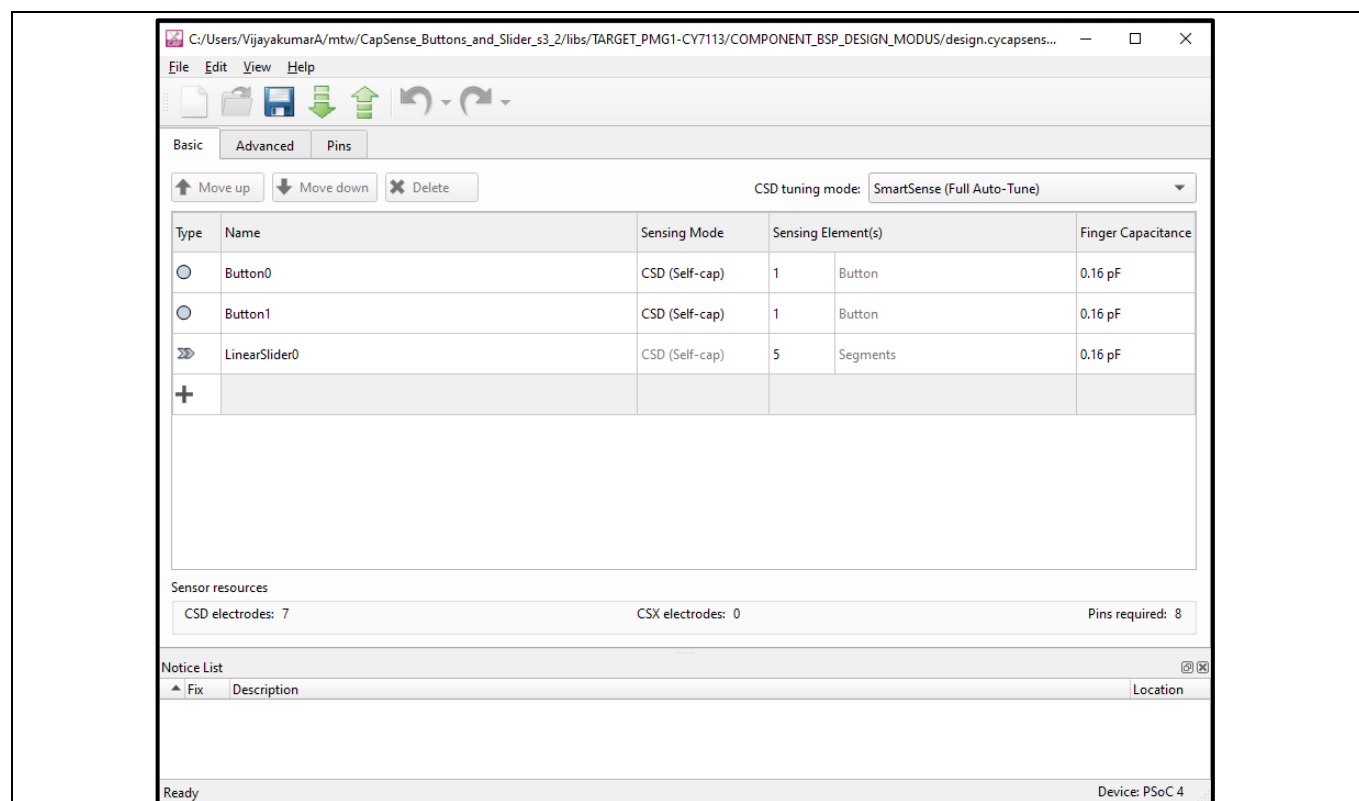 C:/Users/VijayakumarA/mtw/CapSense_Buttons_and_Slider_s3_2/libs/TARGET_PMG1-CY7113/COMPONENT_BSP_DESIGN_MODUS/design.cycapsens...
File Edit View Help
Basic Advanced Pins
Move up Move down Delete CSD tuning mode: SmartSense (Full Auto-Tune)
Type Name Sensing Mode Sensing Element(s) Finger Capacitance
Button0 CSD (Self-cap) 1 Button 0.16 pF
Button1 CSD (Self-cap) 1 Button 0.16 pF
LinearSlider0 CSD (Self-cap) 5 Segments 0.16 pF
Sensor resources
CSD electrodes: 7 CSX electrodes: 0 Pins required: 8
Notice List
Fix Description Location
Ready Device: PSoC 4